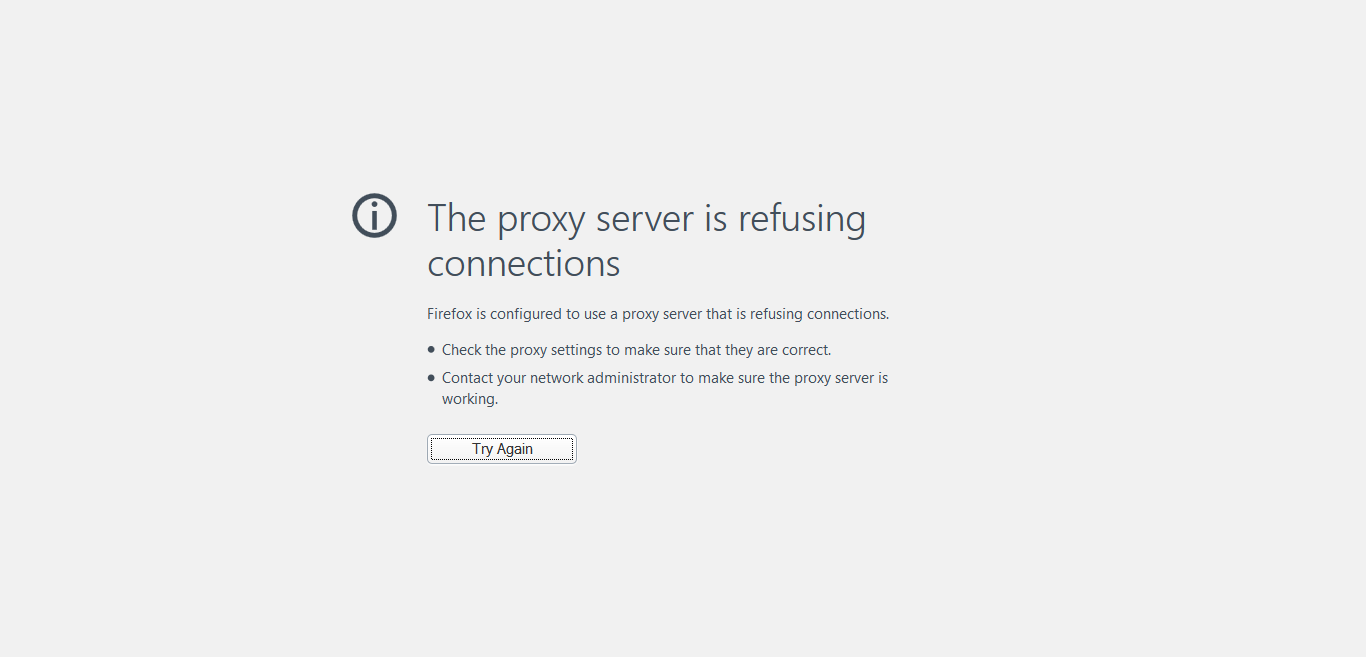 The proxy server is refusing
connections
Firefox is configured to use a proxy server that is refusing connections.
Check the proxy settings to make sure that they are correct.
Contact your network administrator to make sure the proxy server is
working.
Try Again